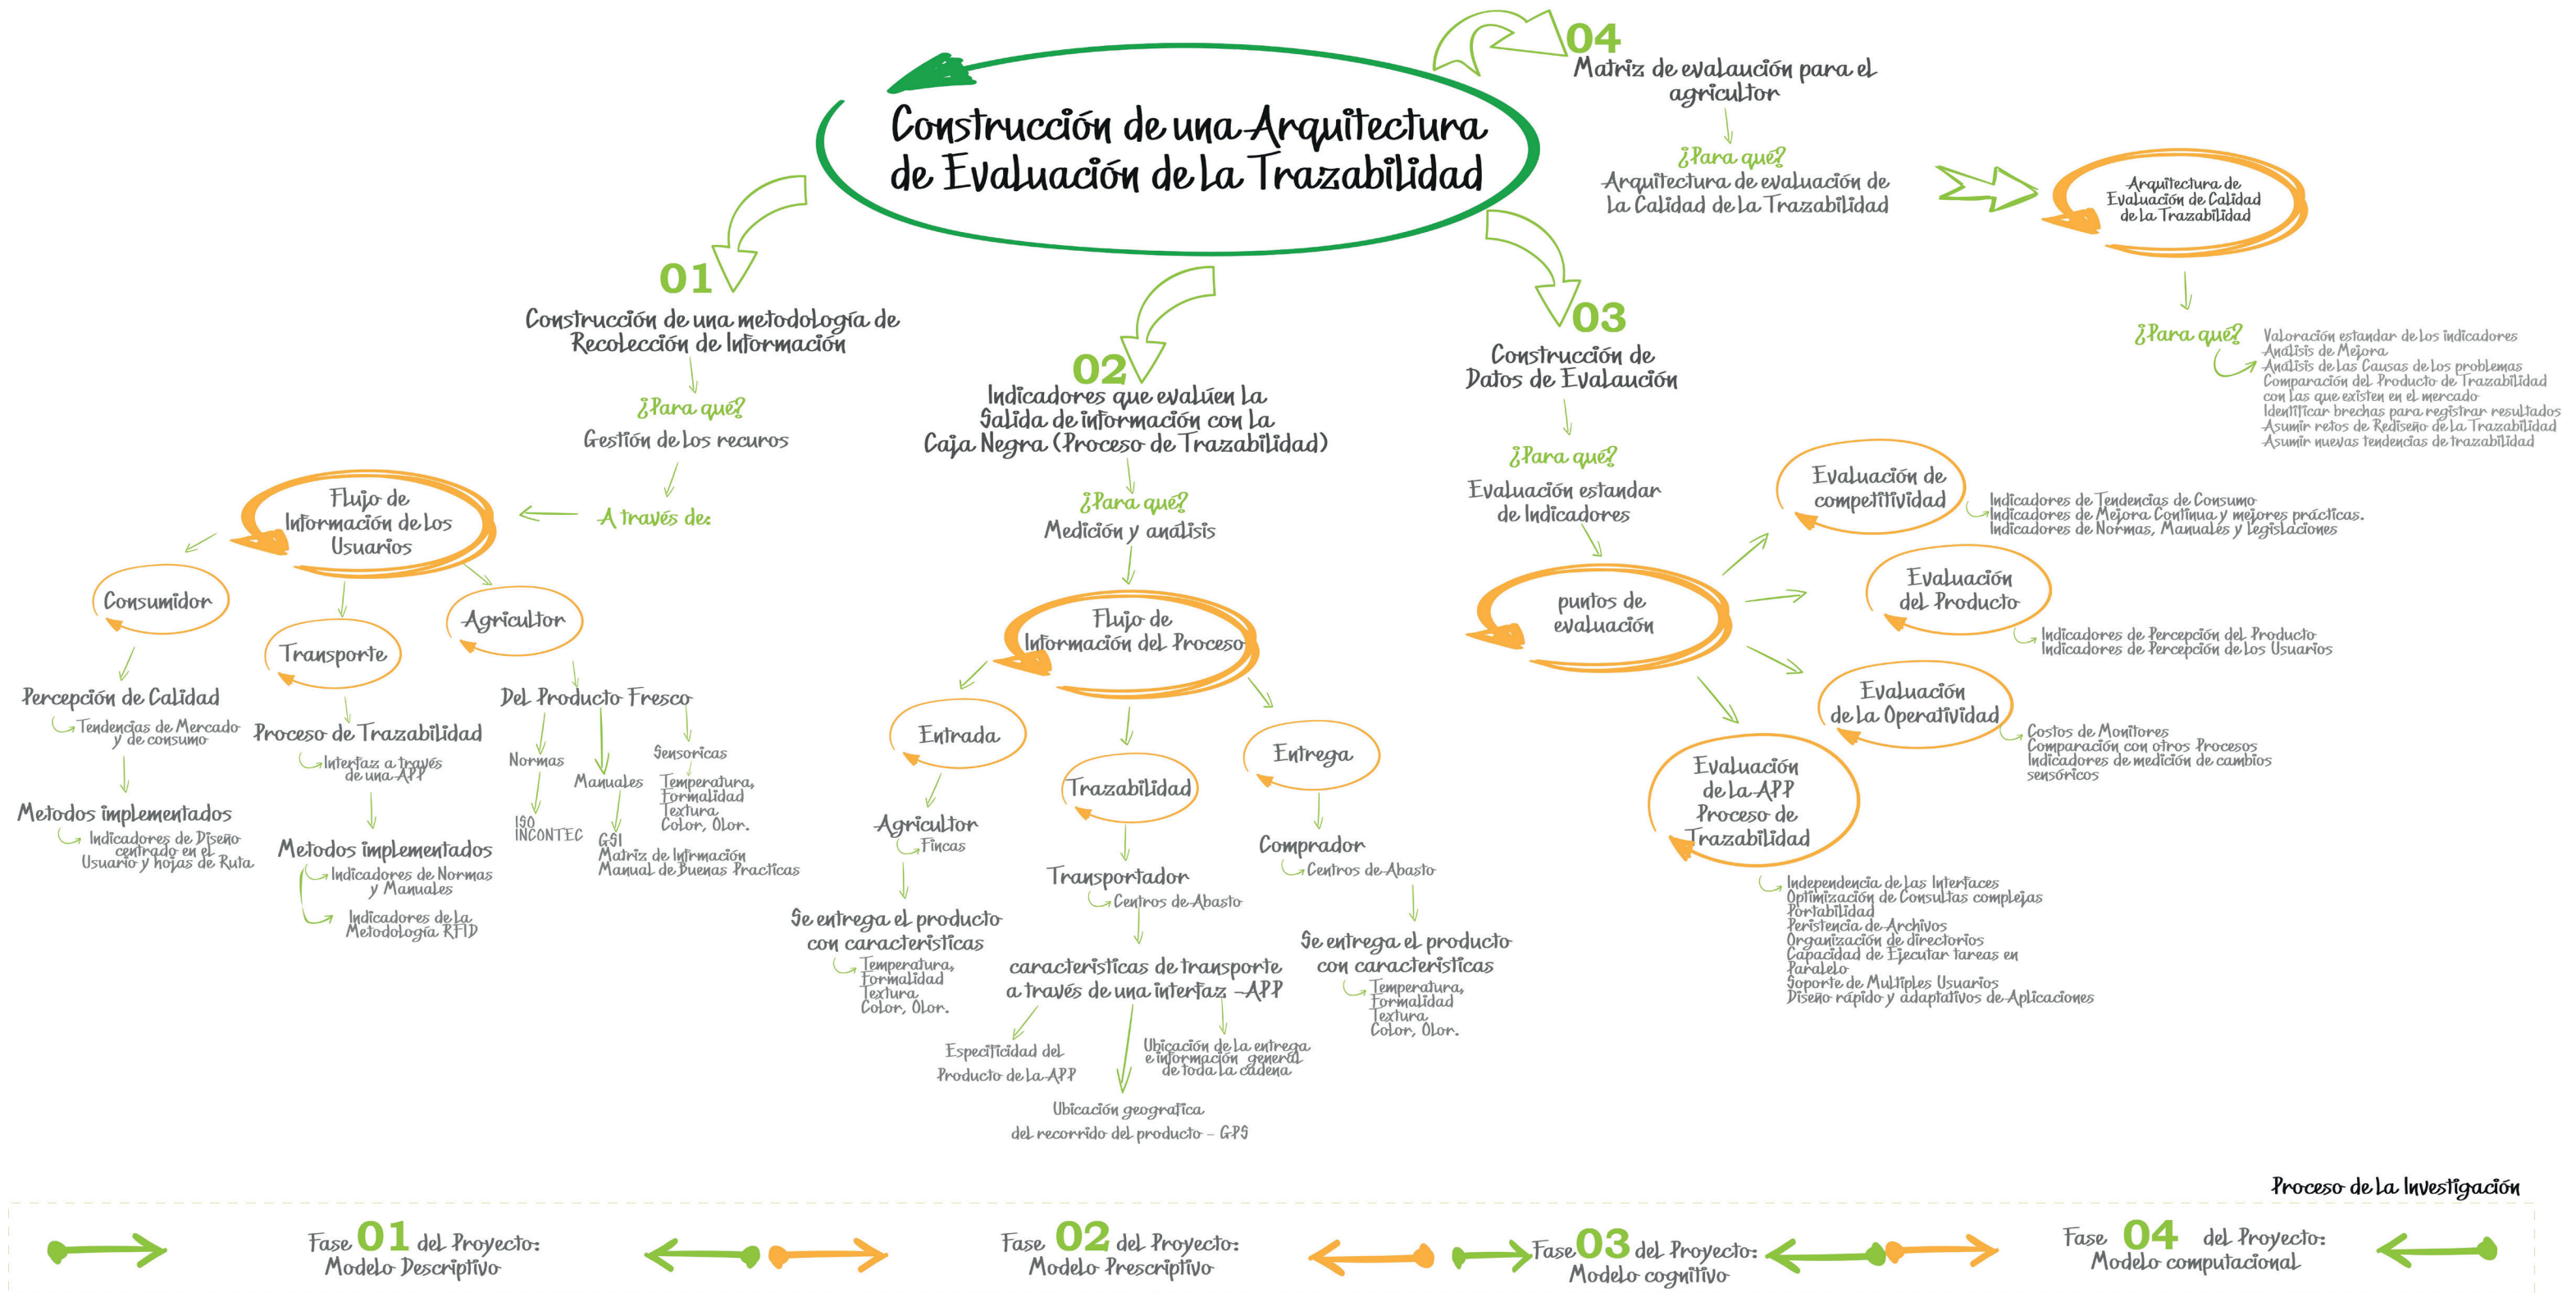 Construcción de una Arquitectura
de Evaluación de la Trazabilidad
01
Construcción de una metodología de
Recolección de Información
¿Para qué?
Gestión de los recuros
A través de:
Flujo de
Información de los
Usuarios
Consumidor
Percepción de Calidad
Tendencias de Mercado
y de consumo
Metodos implementados
Indicadores de Diseño
centrado en el
Usuario y hojas de Ruta
Transporte
Proceso de Trazabilidad
Interfaz a través
de una APP
Metodos implementados
Indicadores de Normas
y Manuales
Indicadores de la
Metodología RFID
Agricultor
Del Producto Fresco
Normas
ISO
INCONTEC
Manuales
GSI
Matriz de Infrmación
Manual de Buenas Practicas
Sensoricas
Temperatura,
Formalidad
Textura
Color, Olor.
02
Indicadores que evalúen la
Salida de información con la
Caja Negra (Proceso de Trazabilidad)
¿Para qué?
Medición y análisis
Flujo de
Información del Proceso
Entrada
Agricultor
Fincas
Se entrega el producto
con caracteristicas
Temperatura,
Formalidad
Textura
Color, Olor.
Trazabilidad
Transportador
Centros de Abasto
caracteristicas de transporte
a través de una interfaz -APP
Especificidad del
Producto de la APP
Ubicación geografica
del recorrido del producto - GPS
Ubicación de la entrega
e información general
de toda la cadena
Entrega
Comprador
Centros de Abasto
Se entrega el producto
con caracteristicas
Temperatura,
Formalidad
Textura
Color, Olor.
03
Construcción de
Datos de Evalaución
¿Para qué?
Evaluación estandar
de Indicadores
puntos de
evaluación
Evaluación de
competitividad
Indicadores de Tendencias de Consumo
Indicadores de Mejora Continua y mejores prácticas.
Indicadores de Normas, Manuales y Legislaciones
Evaluación
del Producto
Indicadores de Percepción del Producto
Indicadores de Percepción de los Usuarios
Evaluación
de la Operatividad
Costos de Monitores
Comparación con otros Procesos
Indicadores de medición de cambios
sensóricos
Evaluación
de la APP
Proceso de
Trazabilidad
Independencia de las Interfaces
Optimización de Consultas complejas
Portabilidad
Peristencia de Archivos
Organización de directorios
Capacidad de Ejecutar tareas en
Paralelo
Soporte de Multiples Usuarios
Diseño rápido y adaptativos de Aplicaciones
04
Matriz de evalaución para el
agricultor
¿Para qué?
Arquitectura de evaluación de
la Calidad de la Trazabilidad
Arquitectura de
Evaluación de Calidad
de la Trazabilidad
¿Para qué?
Valoración estandar de los indicadores
Análisis de Mejora
Análisis de las Causas de los problemas
Comparación del Producto de Trazabilidad
con las que existen en el mercado
Identificar brechas para registrar resultados
Asumir retos de Rediseño de la Trazabilidad
Asumir nuevas tendencias de trazabilidad
Proceso de la Investigación
Fase 01 del Proyecto:
Modelo Descriptivo
Fase 02 del Proyecto:
Modelo Prescriptivo
Fase 03 del Proyecto:
Modelo cognitivo
Fase 04 del Proyecto:
Modelo computacional